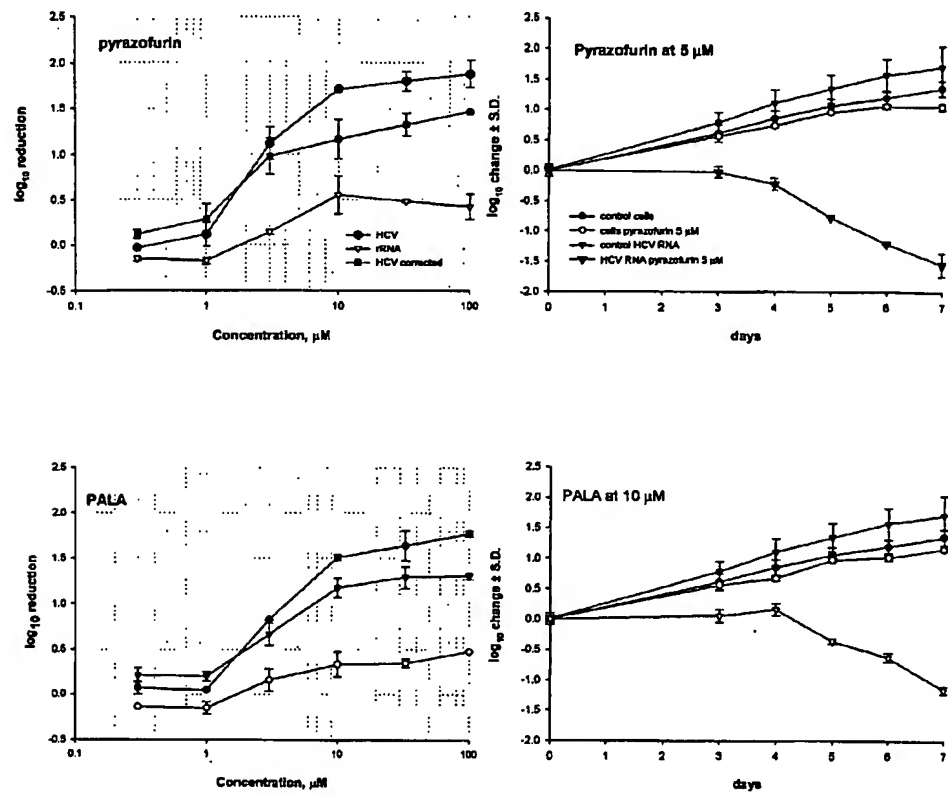 pyrazofurin
log10 reduction
2.5
2.0
1.5
1.0
0.5
0.0
-0.5
HCV
rRNA
HCV corrected
0.1 1 10 100
Concentration, μM
Pyrazofurin at 5 μM
log10 change ± S.D.
2.5
2.0
1.5
1.0
0.5
0.0
-0.5
-1.0
-1.5
-2.0
control cells
cells pyrazofurin 5 μM
control HCV RNA
HCV RNA pyrazofurin 5 μM
0 1 2 3 4 5 6 7
days
PALA
log10 reduction
2.5
2.0
1.5
1.0
0.5
0.0
-0.5
0.1 1 10 100
Concentration, μM
PALA at 10 μM
log10 change ± S.D.
2.5
2.0
1.5
1.0
0.5
0.0
-0.5
-1.0
-1.5
-2.0
0 1 2 3 4 5 6 7
days